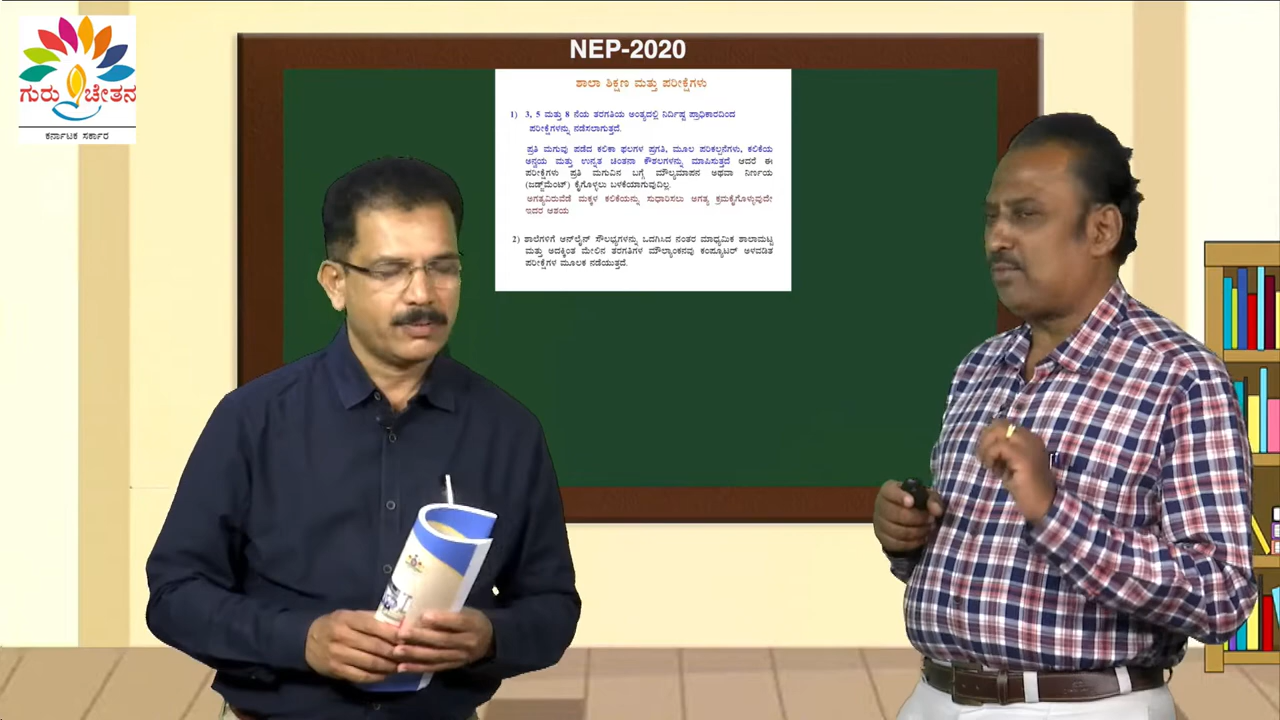 ಗುರು ಚೇತನ
ಕರ್ನಾಟಕ ಸರ್ಕಾರ
NEP-2020
ಶಾಲಾ ಶಿಕ್ಷಣ ಮತ್ತು ಪರೀಕ್ಷೆಗಳು
1) 3, 5 ಮತ್ತು 8 ನೆಯ ತರಗತಿಯ ಅಂತ್ಯದಲ್ಲಿ ನಿರ್ದಿಷ್ಟ ಪ್ರಾಧಿಕಾರದಿಂದ
ಪರೀಕ್ಷೆಗಳನ್ನು ನಡೆಸಲಾಗುತ್ತದೆ.
ಪ್ರತಿ ಮಗುವು ಪಡೆದ ಕಲಿಕಾ ಫಲಗಳ ಪ್ರಗತಿ, ಮೂಲ ಪರಿಕಲ್ಪನೆಗಳು, ಕಲಿಕೆಯ
ಅನ್ವಯ ಮತ್ತು ಉನ್ನತ ಚಿಂತನಾ ಕೌಶಲಗಳನ್ನು ಮಾಪಿಸುತ್ತದೆ ಆದರೆ ಈ
ಪರೀಕ್ಷೆಗಳು ಪ್ರತಿ ಮಗುವಿನ ಬಗ್ಗೆ ಮೌಲ್ಯಮಾಪನ ಅಥವಾ ನಿರ್ಣಯ
(ಜಡ್ಜ್‌ಮೆಂಟ್) ಕೈಗೊಳ್ಳಲು ಬಳಕೆಯಾಗುವುದಿಲ್ಲ.
ಅಗತ್ಯವಿರುವೆಡೆ ಮಕ್ಕಳ ಕಲಿಕೆಯನ್ನು ಸುಧಾರಿಸಲು ಅಗತ್ಯ ಕ್ರಮಕೈಗೊಳ್ಳುವುದೇ
ಇದರ ಆಶಯ
2) ಶಾಲೆಗಳಿಗೆ ಆನ್‌ಲೈನ್ ಸೌಲಭ್ಯಗಳನ್ನು ಒದಗಿಸಿದ ನಂತರ ಮಾಧ್ಯಮಿಕ ಶಾಲಾಮಟ್ಟ
ಮತ್ತು ಅದಕ್ಕಿಂತ ಮೇಲಿನ ತರಗತಿಗಳ ಮೌಲ್ಯಾಂಕನವು ಕಂಪ್ಯೂಟರ್ ಅಳವಡಿತ
ಪರೀಕ್ಷೆಗಳ ಮೂಲಕ ನಡೆಯುತ್ತದೆ.